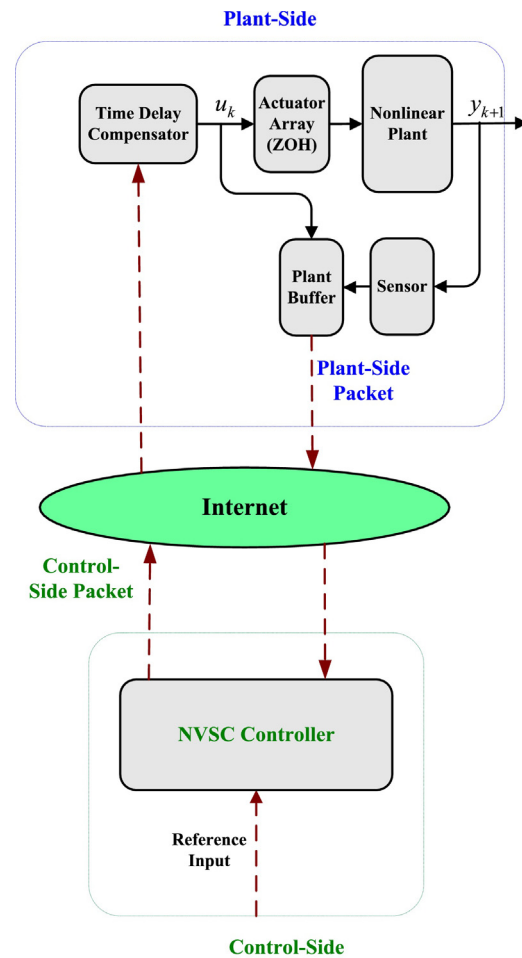 Plant-Side
Time Delay
Compensator
u_k
Actuator
Array
(ZOH)
Nonlinear
Plant
y_{k+1}
Plant
Buffer
Sensor
Plant-Side
Packet
Internet
Control-
Side Packet
NVSC Controller
Reference
Input
Control-Side